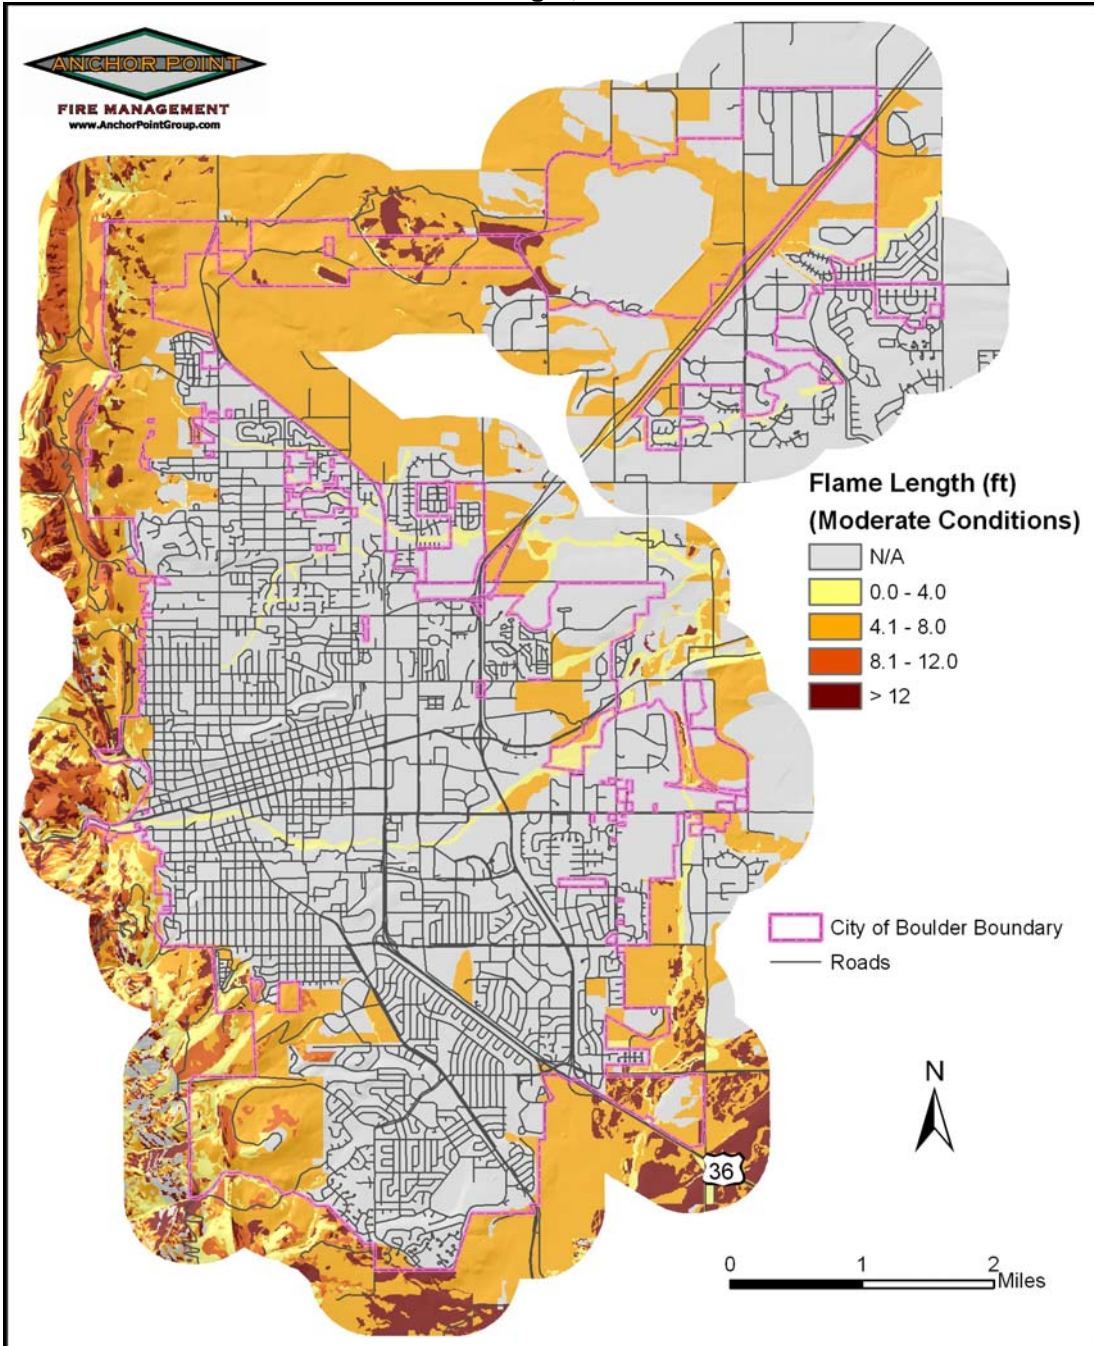 ANCHOR POINT
FIRE MANAGEMENT
www.AnchorPointGroup.com
Flame Length (ft)
(Moderate Conditions)
N/A
0.0 - 4.0
4.1 - 8.0
8.1 - 12.0
> 12
City of Boulder Boundary
Roads
N
36
0 1 2
Miles